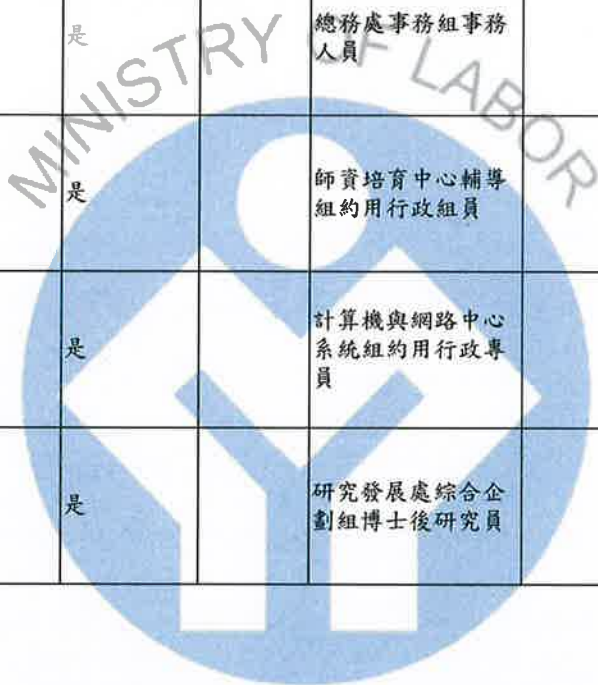 是
總務處事務組事務
人員
MINISTRY OF LABOR
是
師資培育中心輔導
組約用行政組員
是
計算機與網路中心
系統組約用行政專
員
是
研究發展處綜合企
劃組博士後研究員